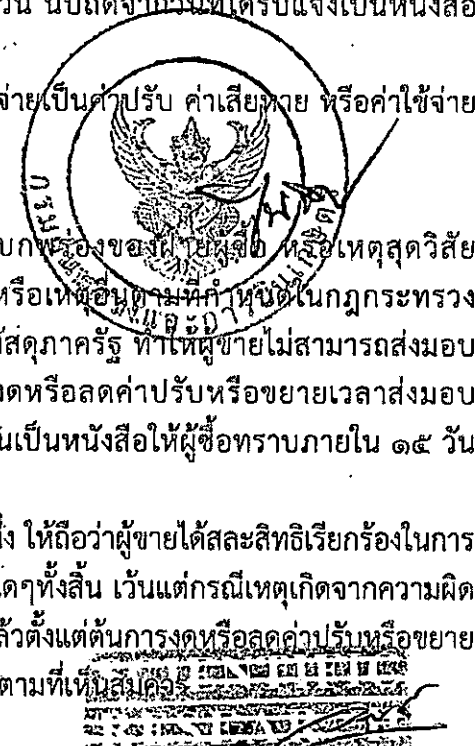 วัน นับถัดจากวันที่ได้รับแจ้งเป็นหนังสือ
จ่ายเป็นค่าปรับ ค่าเสียหาย หรือค่าใช้จ่าย
บกพร่องของฝ่ายผู้ซื้อ หรือเหตุสุดวิสัย
หรือเหตุอื่นตามที่กำหนดในกฎกระทรวง
ัสดุภาครัฐ ทำให้ผู้ขายไม่สามารถส่งมอบ
งดหรือลดค่าปรับหรือขยายเวลาส่งมอบ
เป็นหนังสือให้ผู้ซื้อทราบภายใน ๑๕ วัน
ให้ถือว่าผู้ขายได้สละสิทธิเรียกร้องในการ
ดๆทั้งสิ้น เว้นแต่กรณีเหตุเกิดจากความผิด
ล้วตั้งแต่ต้นการงดหรือลดค่าปรับหรือขยาย
ตามที่เห็นสมควร